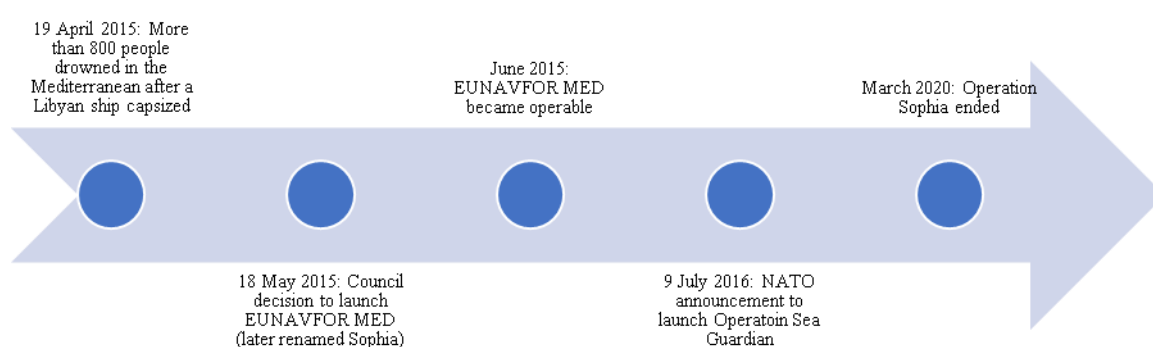 19 April 2015: More
than 800 people
drowned in the
Mediterranean after a
Libyan ship capsized
18 May 2015: Council
decision to launch
EUNAVFOR MED
(later renamed Sophia)
June 2015:
EUNAVFOR MED
became operable
9 July 2016: NATO
announcement to
launch Operatoin Sea
Guardian
March 2020: Operation
Sophia ended